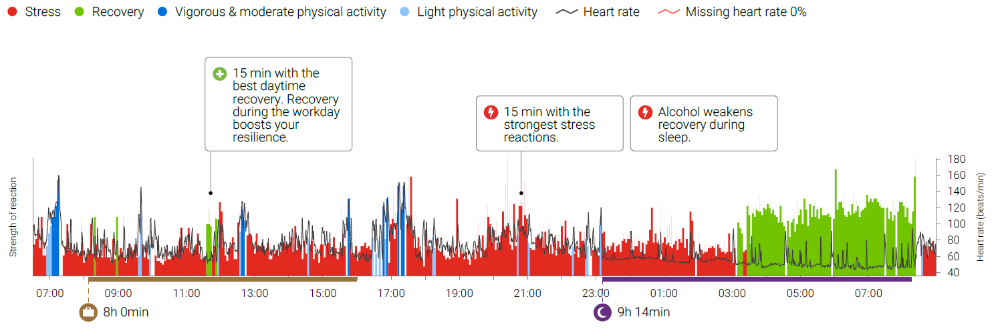 Stress
Recovery
Vigorous & moderate physical activity
Light physical activity
Heart rate
Missing heart rate 0%
15 min with the
best daytime
recovery. Recovery
during the workday
boosts your
resilience.
15 min with the
strongest stress
reactions.
Alcohol weakens
recovery during
sleep.
Strength of reaction
180
160
140
120
100
80
60
40
Heart rate (beats/min)
07:00
09:00
11:00
13:00
15:00
17:00
19:00
21:00
23:00
01:00
03:00
05:00
07:00
8h 0min
9h 14min